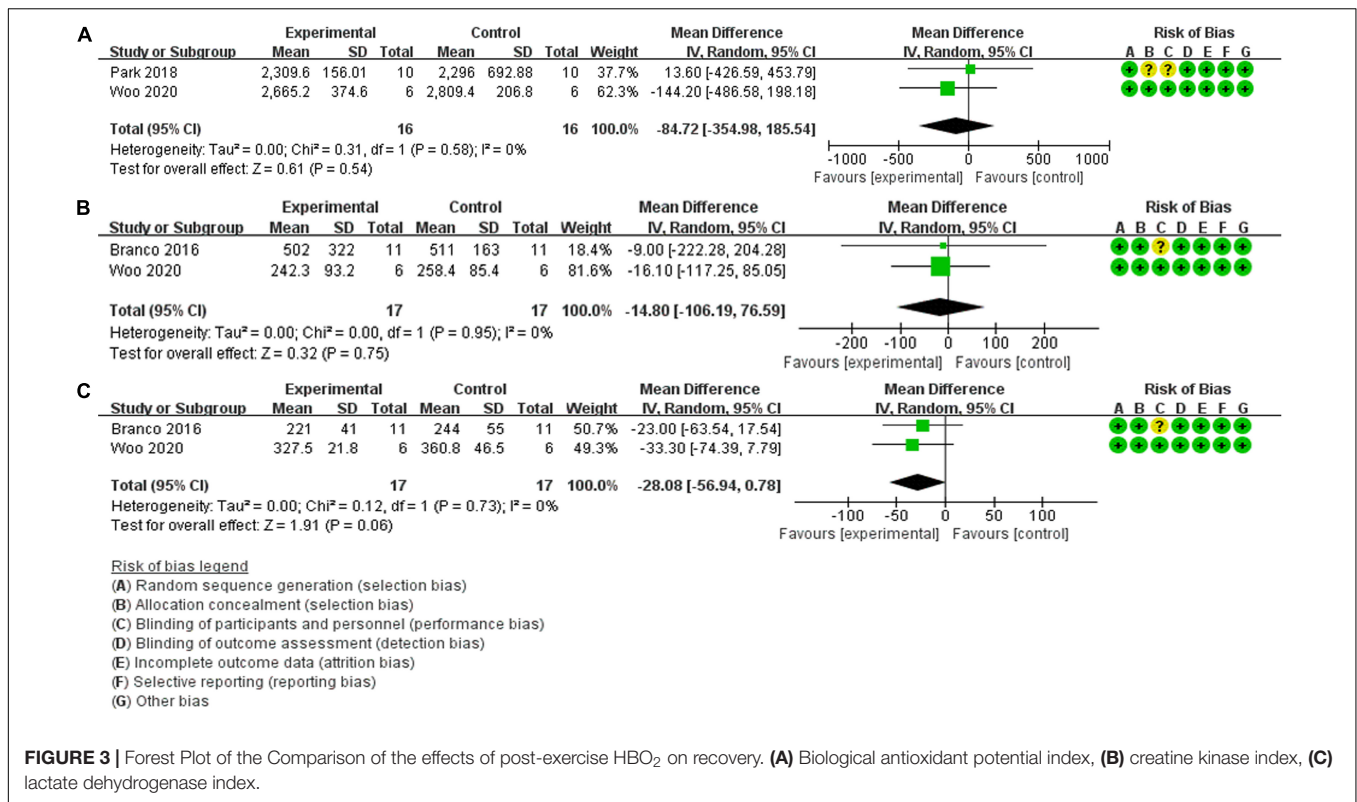 A
Experimental Control Mean Difference Mean Difference Risk of Bias
Study or Subgroup Mean SD Total Mean SD Total Weight IV, Random, 95% CI IV, Random, 95% CI A B C D E F G
Park 2018 2,309.6 156.01 10 2,296 692.88 10 37.7% 13.60 [-426.59, 453.79] + ? ? + + + +
Woo 2020 2,665.2 374.6 6 2,809.4 206.8 6 62.3% -144.20 [-486.58, 198.18] + + + + + + +
Total (95% CI) 16 16 100.0% -84.72 [-354.98, 185.54]
Heterogeneity: Tau² = 0.00; Chi² = 0.31, df = 1 (P = 0.58); I² = 0%
Test for overall effect: Z = 0.61 (P = 0.54)
-1000 -500 0 500 1000
Favours [experimental] Favours [control]
B
Experimental Control Mean Difference Mean Difference Risk of Bias
Study or Subgroup Mean SD Total Mean SD Total Weight IV, Random, 95% CI IV, Random, 95% CI A B C D E F G
Branco 2016 502 322 11 511 163 11 18.4% -9.00 [-222.28, 204.28] + + ? + + + +
Woo 2020 242.3 93.2 6 258.4 85.4 6 81.6% -16.10 [-117.25, 85.05] + + + + + + +
Total (95% CI) 17 17 100.0% -14.80 [-106.19, 76.59]
Heterogeneity: Tau² = 0.00; Chi² = 0.00, df = 1 (P = 0.95); I² = 0%
Test for overall effect: Z = 0.32 (P = 0.75)
-200 -100 0 100 200
Favours [experimental] Favours [control]
C
Experimental Control Mean Difference Mean Difference Risk of Bias
Study or Subgroup Mean SD Total Mean SD Total Weight IV, Random, 95% CI IV, Random, 95% CI A B C D E F G
Branco 2016 221 41 11 244 55 11 50.7% -23.00 [-63.54, 17.54] + + ? + + + +
Woo 2020 327.5 21.8 6 360.8 46.5 6 49.3% -33.30 [-74.39, 7.79] + + + + + + +
Total (95% CI) 17 17 100.0% -28.08 [-56.94, 0.78]
Heterogeneity: Tau² = 0.00; Chi² = 0.12, df = 1 (P = 0.73); I² = 0%
Test for overall effect: Z = 1.91 (P = 0.06)
-100 -50 0 50 100
Favours [experimental] Favours [control]
Risk of bias legend
(A) Random sequence generation (selection bias)
(B) Allocation concealment (selection bias)
(C) Blinding of participants and personnel (performance bias)
(D) Blinding of outcome assessment (detection bias)
(E) Incomplete outcome data (attrition bias)
(F) Selective reporting (reporting bias)
(G) Other bias
FIGURE 3 | Forest Plot of the Comparison of the effects of post-exercise HBO₂ on recovery. (A) Biological antioxidant potential index, (B) creatine kinase index, (C)
lactate dehydrogenase index.